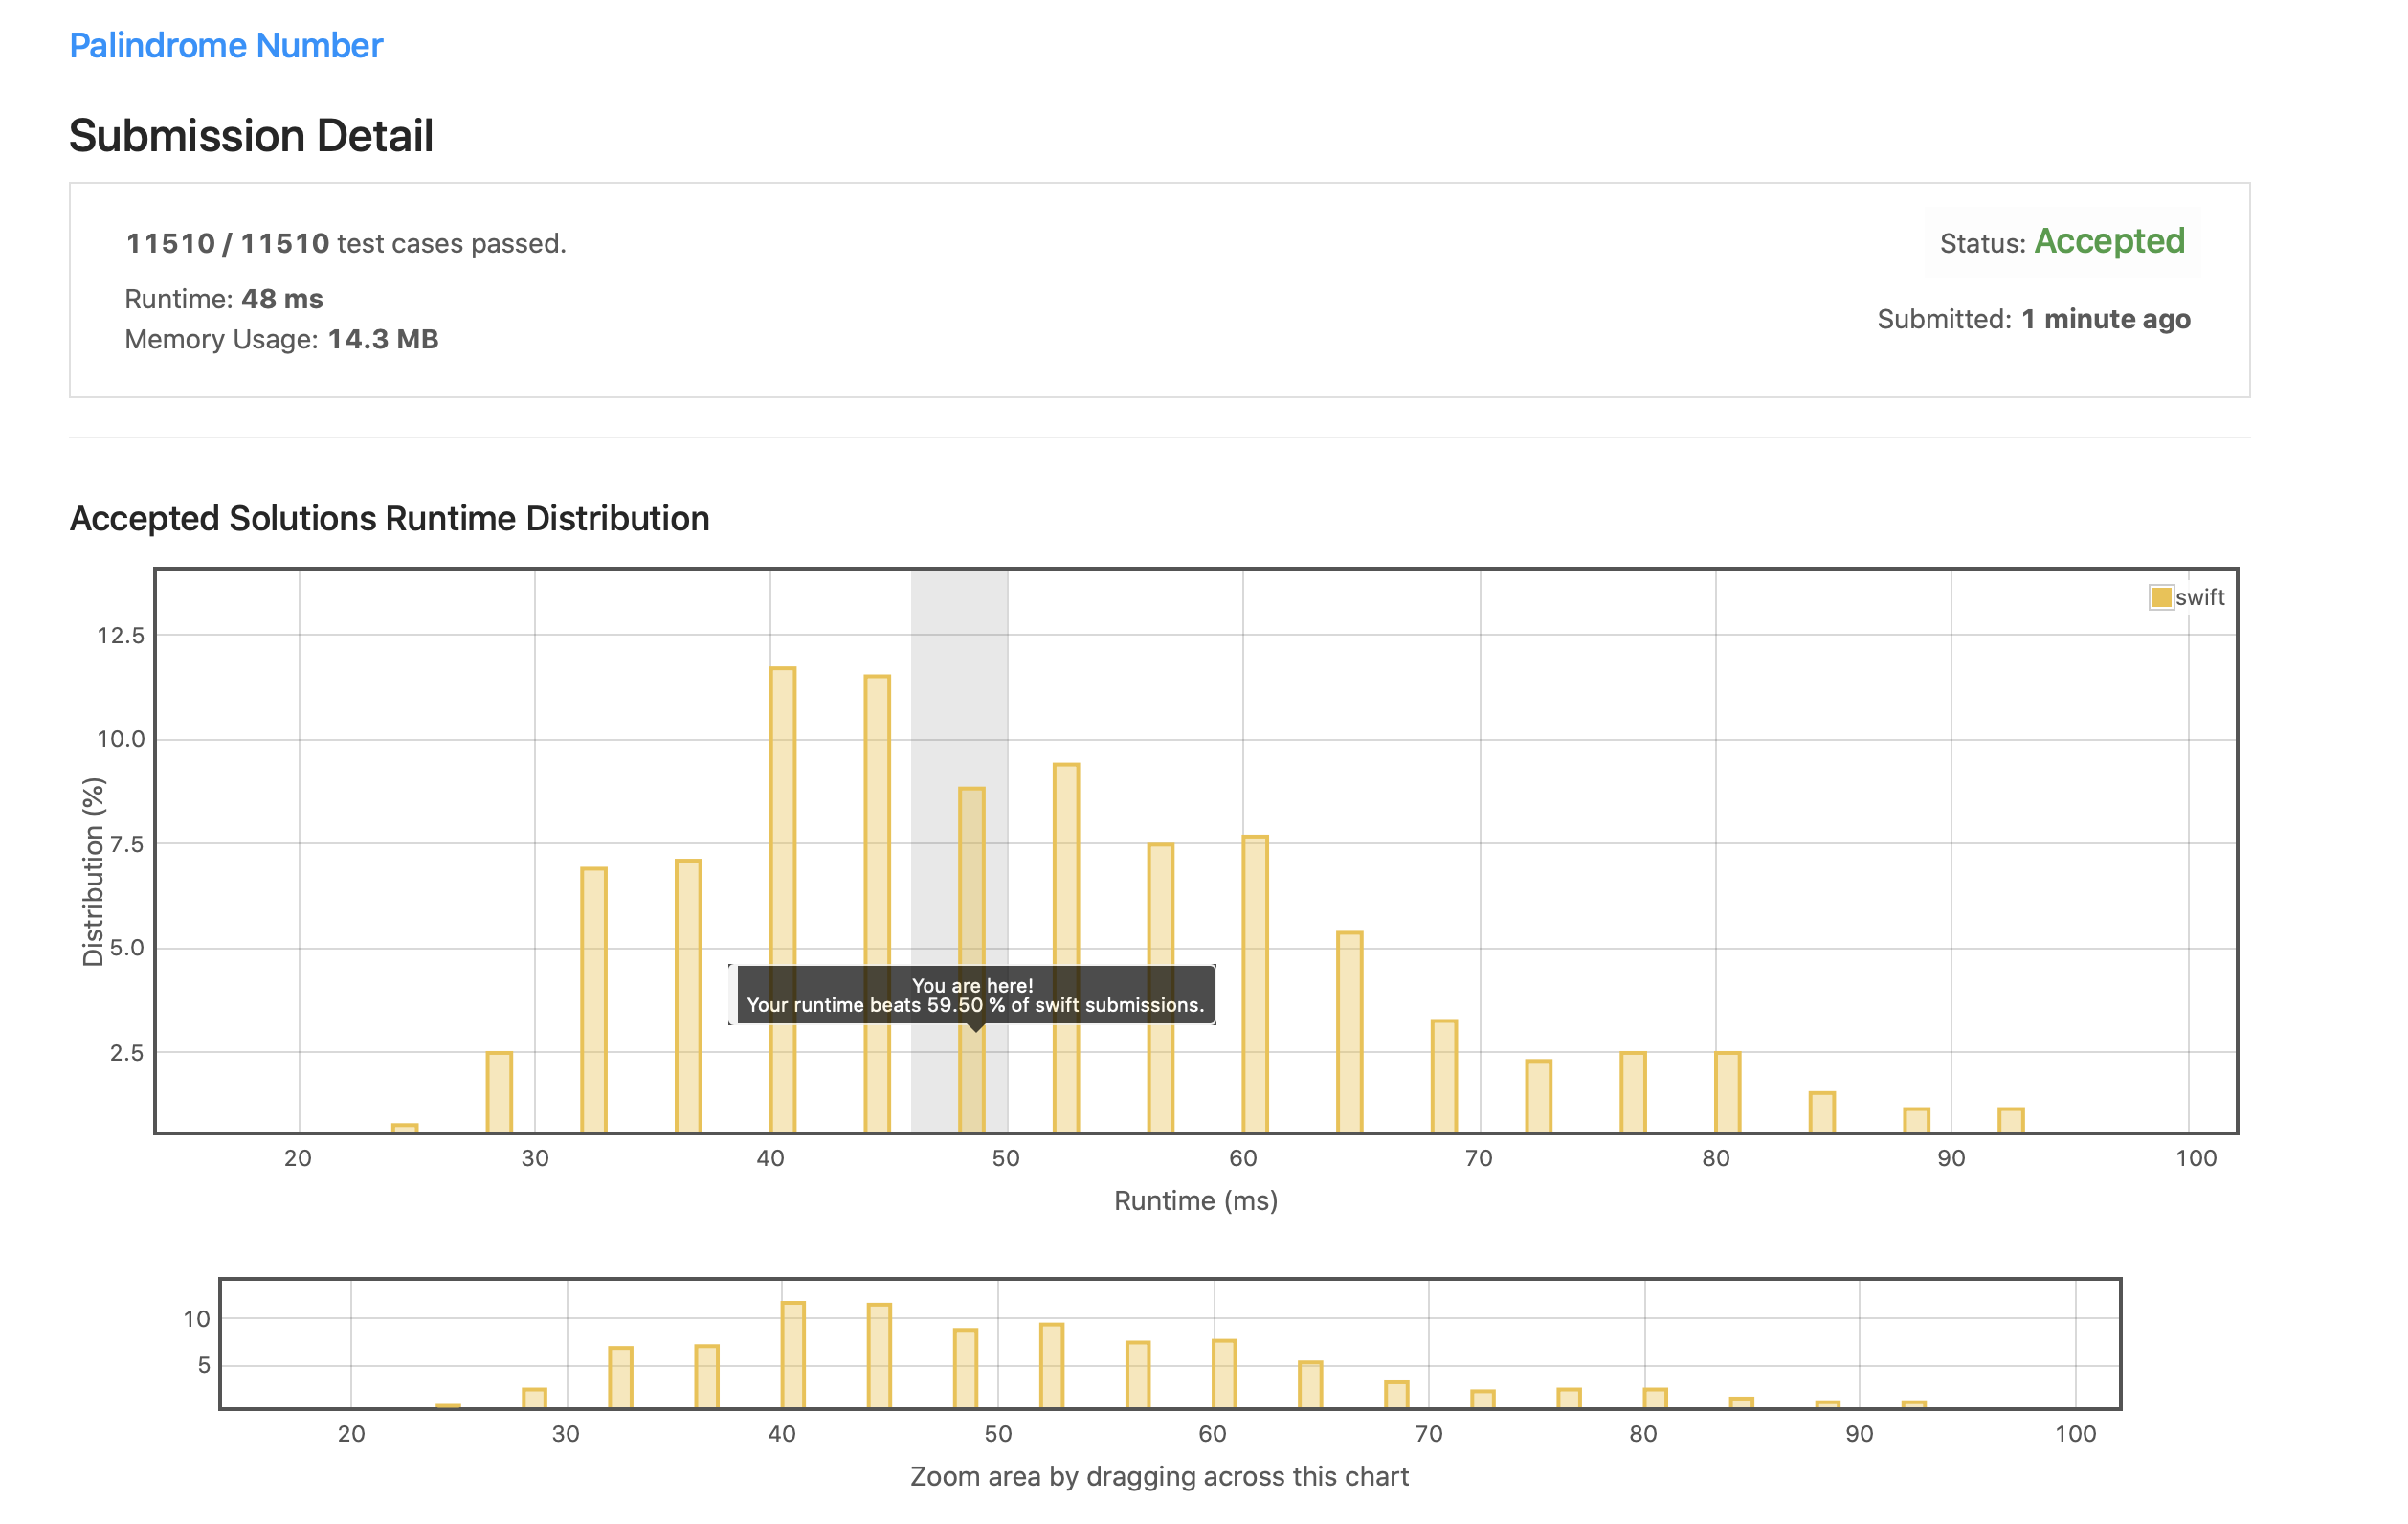 Palindrome Number
Submission Detail
11510 / 11510 test cases passed.
Status: Accepted
Runtime: 48 ms
Submitted: 1 minute ago
Memory Usage: 14.3 MB
Accepted Solutions Runtime Distribution
swift
12.5
10.0
7.5
5.0
2.5
Distribution (%)
You are here!
Your runtime beats 59.50 % of swift submissions.
20 30 40 50 60 70 80 90 100
Runtime (ms)
10
5
20 30 40 50 60 70 80 90 100
Zoom area by dragging across this chart